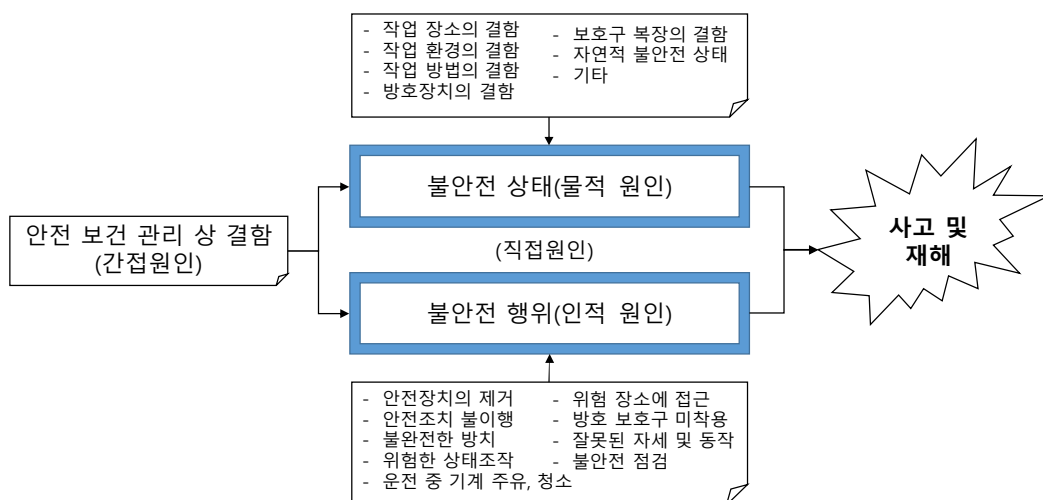 - 작업 장소의 결함
- 작업 환경의 결함
- 작업 방법의 결함
- 방호장치의 결함
- 보호구 복장의 결함
- 자연적 불안전 상태
- 기타
불안전 상태(물적 원인)
안전 보건 관리 상 결함
(간접원인)
(직접원인)
사고 및
재해
불안전 행위(인적 원인)
- 안전장치의 제거
- 안전조치 불이행
- 불완전한 방치
- 위험한 상태조작
- 운전 중 기계 주유, 청소
- 위험 장소에 접근
- 방호 보호구 미착용
- 잘못된 자세 및 동작
- 불안전 점검